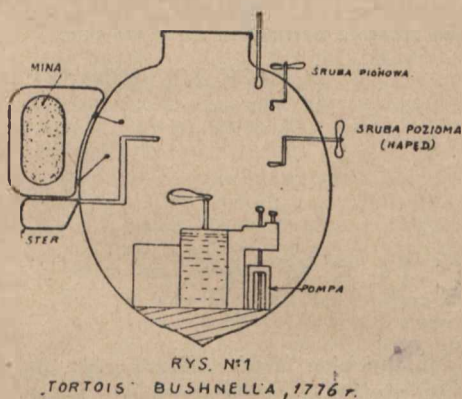 MINA
ŚRUBA PIONOWA
ŚRUBA POZIOMA
(NAPĘD)
STER
POMPA
RYS. Nº1
"TORTOIS" BUSHNELL'A, 1776 r.